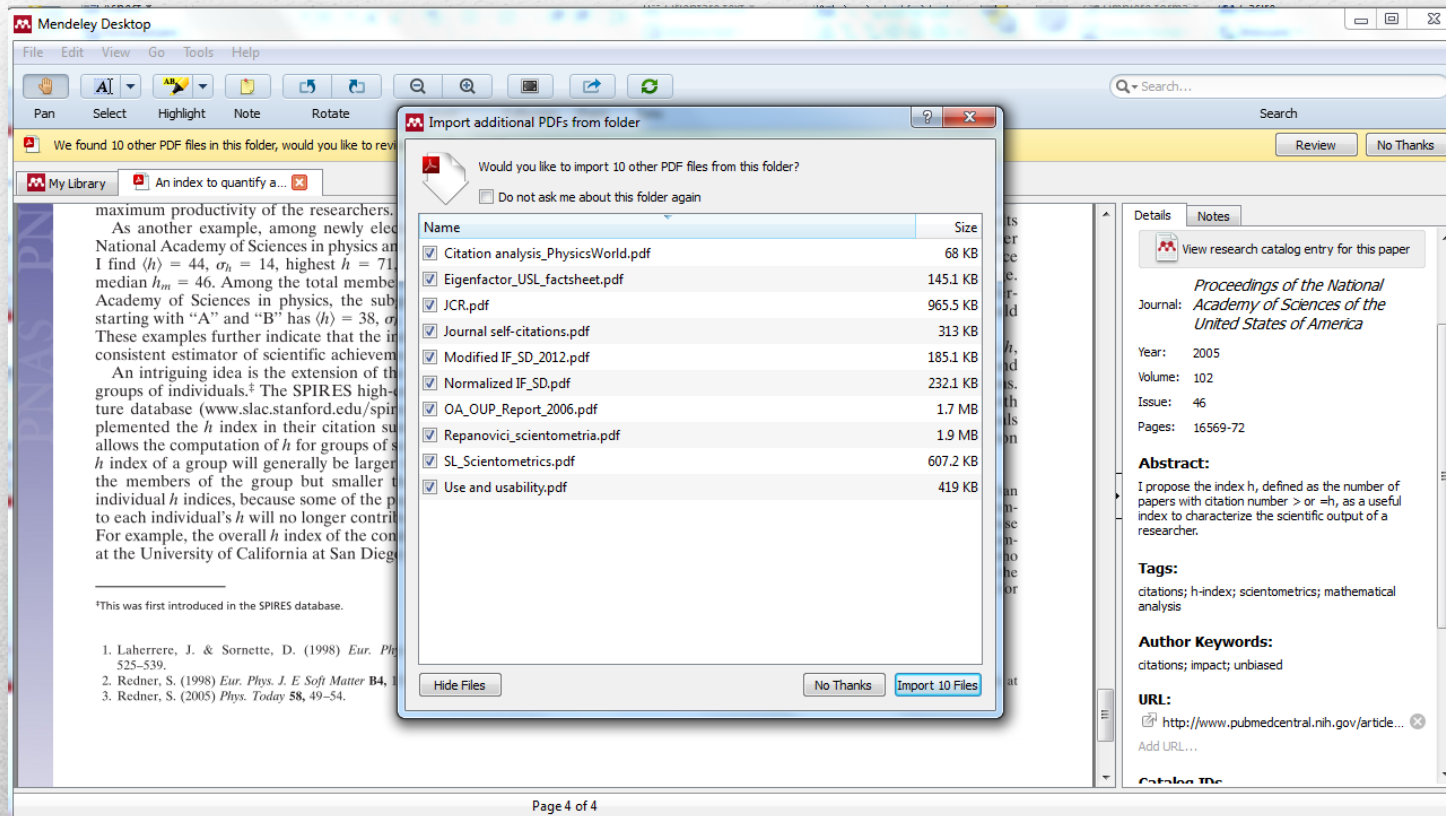 Mendeley Desktop
File Edit View Go Tools Help
Search...
Pan Select Highlight Note Rotate Search
We found 10 other PDF files in this folder, would you like to revi
Review No Thanks
My Library An index to quantify a...
maximum productivity of the researchers.
As another example, among newly elec
National Academy of Sciences in physics an
I find ⟨h⟩ = 44, σh = 14, highest h = 71,
median hm = 46. Among the total membe
Academy of Sciences in physics, the sub
starting with “A” and “B” has ⟨h⟩ = 38, σ
These examples further indicate that the in
consistent estimator of scientific achievem
An intriguing idea is the extension of th
groups of individuals.‡ The SPIRES high-e
ture database (www.slac.stanford.edu/spir
plemented the h index in their citation su
allows the computation of h for groups of s
h index of a group will generally be larger
the members of the group but smaller t
individual h indices, because some of the p
to each individual’s h will no longer contrib
For example, the overall h index of the con
at the University of California at San Dieg
‡This was first introduced in the SPIRES database.
1. Laherrere, J. & Sornette, D. (1998) Eur. Phy
525–539.
2. Redner, S. (1998) Eur. Phys. J. E Soft Matter B4, 1
3. Redner, S. (2005) Phys. Today 58, 49–54.
PNAS PN
Import additional PDFs from folder
Would you like to import 10 other PDF files from this folder?
Do not ask me about this folder again
Name Size
Citation analysis_PhysicsWorld.pdf 68 KB
Eigenfactor_USL_factsheet.pdf 145.1 KB
JCR.pdf 965.5 KB
Journal self-citations.pdf 313 KB
Modified IF_SD_2012.pdf 185.1 KB
Normalized IF_SD.pdf 232.1 KB
OA_OUP_Report_2006.pdf 1.7 MB
Repanovici_scientometria.pdf 1.9 MB
SL_Scientometrics.pdf 607.2 KB
Use and usability.pdf 419 KB
Hide Files No Thanks Import 10 Files
Details Notes
View research catalog entry for this paper
Journal: Proceedings of the National
Academy of Sciences of the
United States of America
Year: 2005
Volume: 102
Issue: 46
Pages: 16569-72
Abstract:
I propose the index h, defined as the number of
papers with citation number > or =h, as a useful
index to characterize the scientific output of a
researcher.
Tags:
citations; h-index; scientometrics; mathematical
analysis
Author Keywords:
citations; impact; unbiased
URL:
http://www.pubmedcentral.nih.gov/article...
Add URL...
Catalog IDs
Page 4 of 4